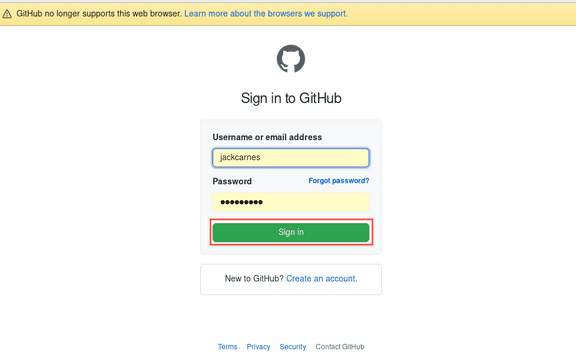 GitHub no longer supports this web browser. Learn more about the browsers we support.
Sign in to GitHub
Username or email address
jackcarnes
Password Forgot password?
●●●●●●●●●
Sign in
New to GitHub? Create an account.
Terms Privacy Security Contact GitHub